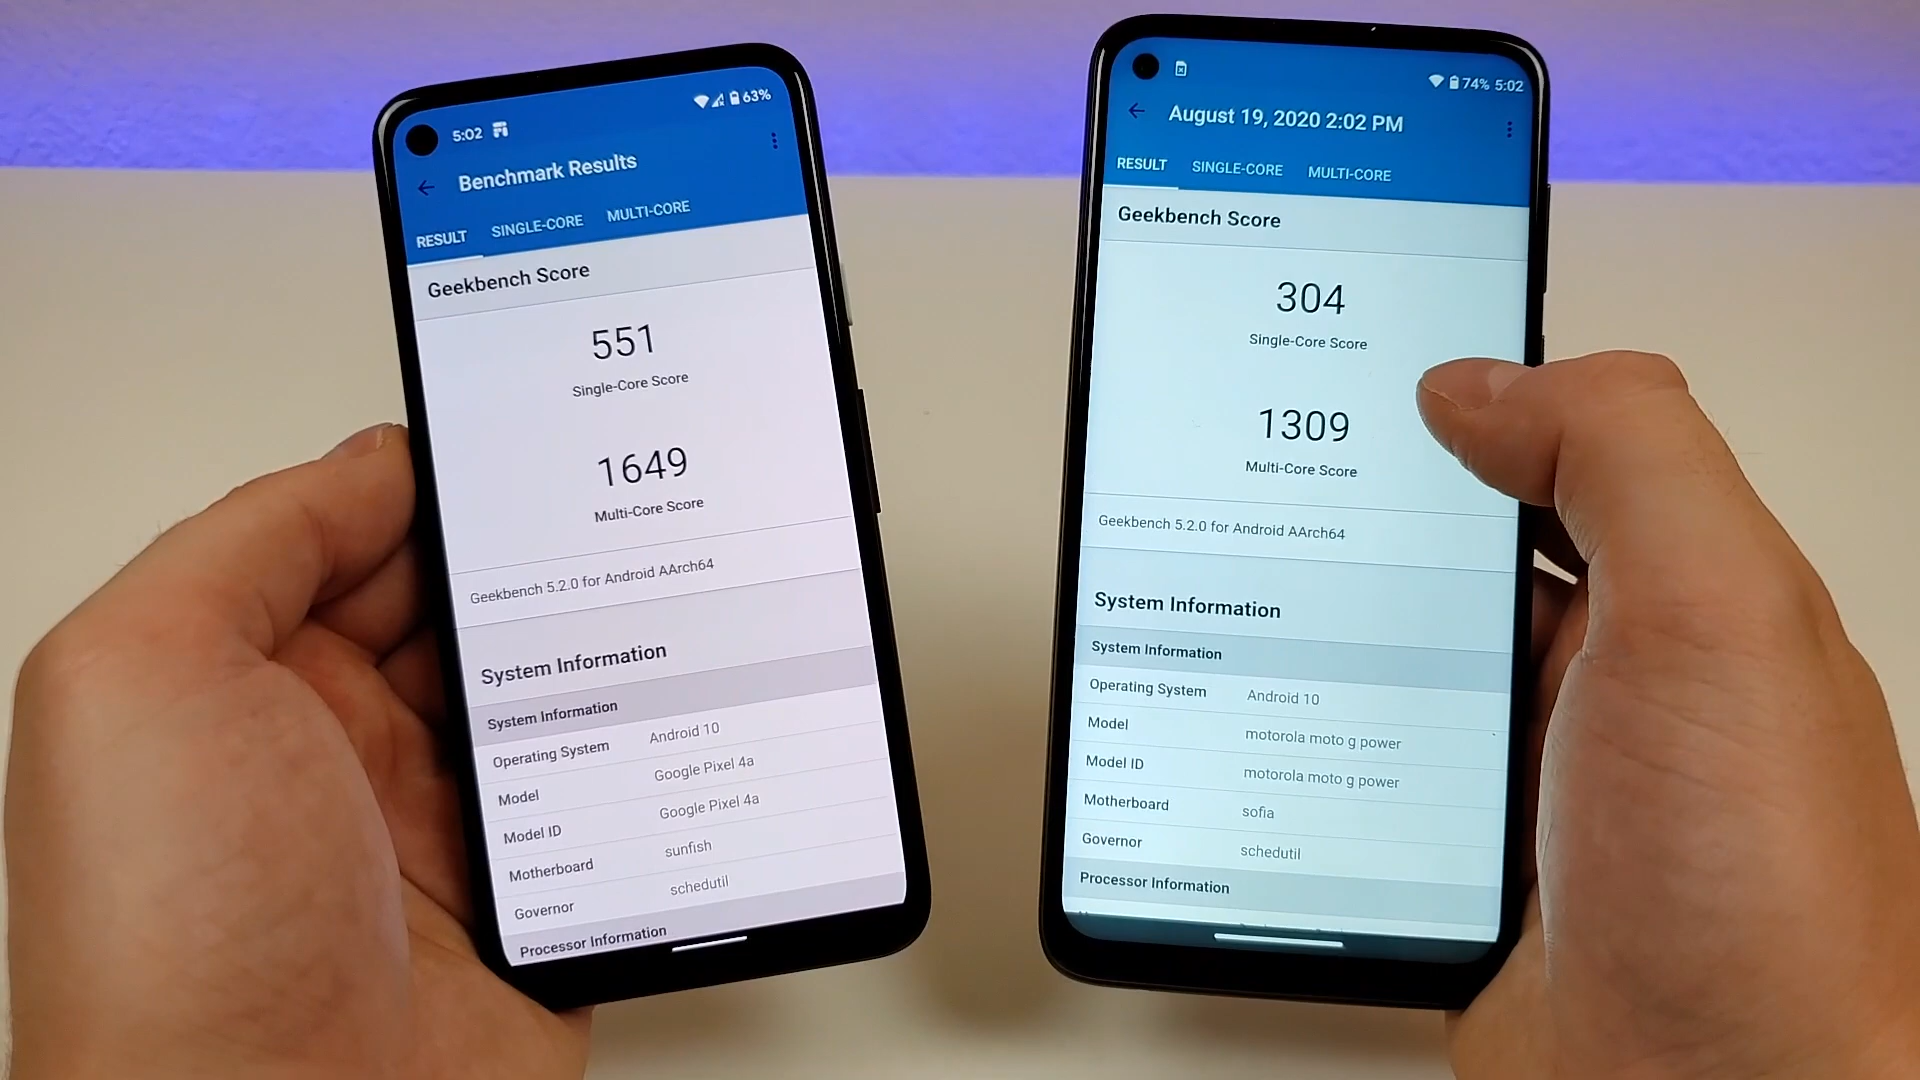 5:02
63%
Benchmark Results
RESULT SINGLE-CORE MULTI-CORE
Geekbench Score
551
Single-Core Score
1649
Multi-Core Score
Geekbench 5.2.0 for Android AArch64
System Information
System Information
Operating System Android 10
Model Google Pixel 4a
Model ID Google Pixel 4a
Motherboard sunfish
Governor schedutil
Processor Information
74% 5:02
August 19, 2020 2:02 PM
RESULT SINGLE-CORE MULTI-CORE
Geekbench Score
304
Single-Core Score
1309
Multi-Core Score
Geekbench 5.2.0 for Android AArch64
System Information
System Information
Operating System Android 10
Model motorola moto g power
Model ID motorola moto g power
Motherboard sofia
Governor schedutil
Processor Information